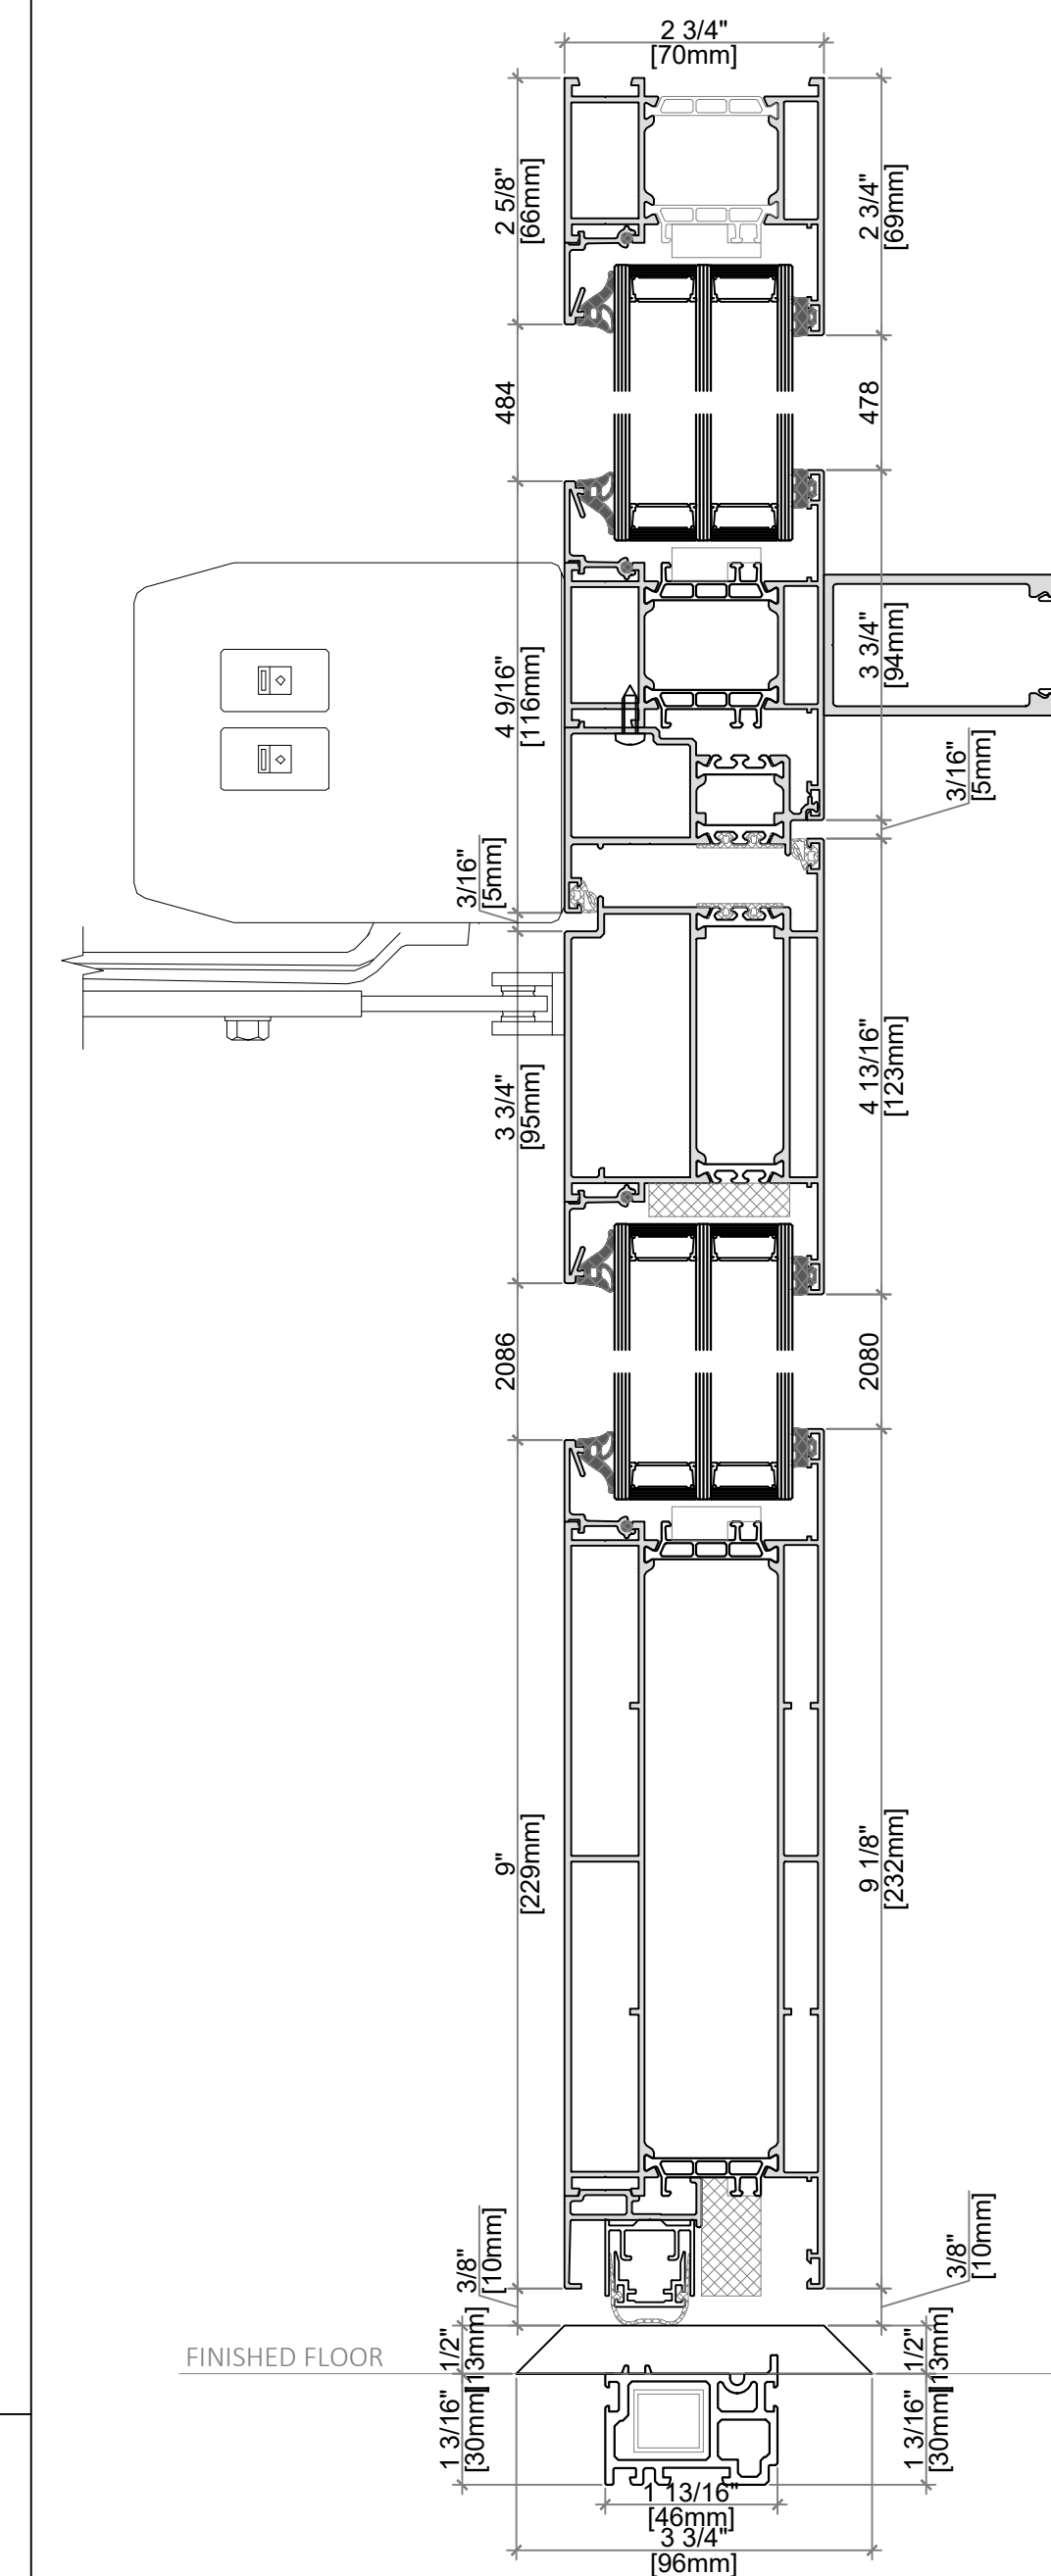 2 3/4"
[70mm]
2 5/8"
[66mm]
2 3/4"
[69mm]
484
478
4 9/16"
[116mm]
3 3/4"
[94mm]
3/16"
[5mm]
3/16"
[5mm]
3 3/4"
[95mm]
4 13/16"
[123mm]
2086
2080
9"
[229mm]
9 1/8"
[232mm]
3/8"
[10mm]
3/8"
[10mm]
FINISHED FLOOR
1/2"
[13mm]
1/2"
[13mm]
1 3/16"
[30mm]
1 3/16"
[30mm]
1 13/16"
[46mm]
3 3/4"
[96mm]